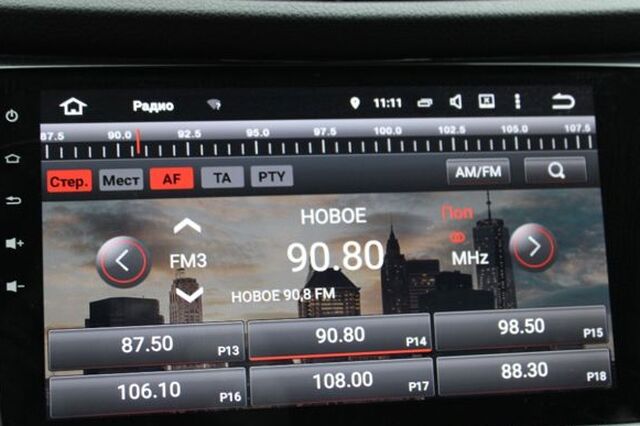 Радио 11:11
87.5 90.0 92.5 95.0 97.5 100.0 102.5 105.0 107.5
Стер. Мест AF TA PTY AM/FM
НОВОЕ Поп
FM3 90.80 MHz
НОВОЕ 90,8 FM
87.50 P13 90.80 P14 98.50 P15
106.10 P16 108.00 P17 88.30 P18